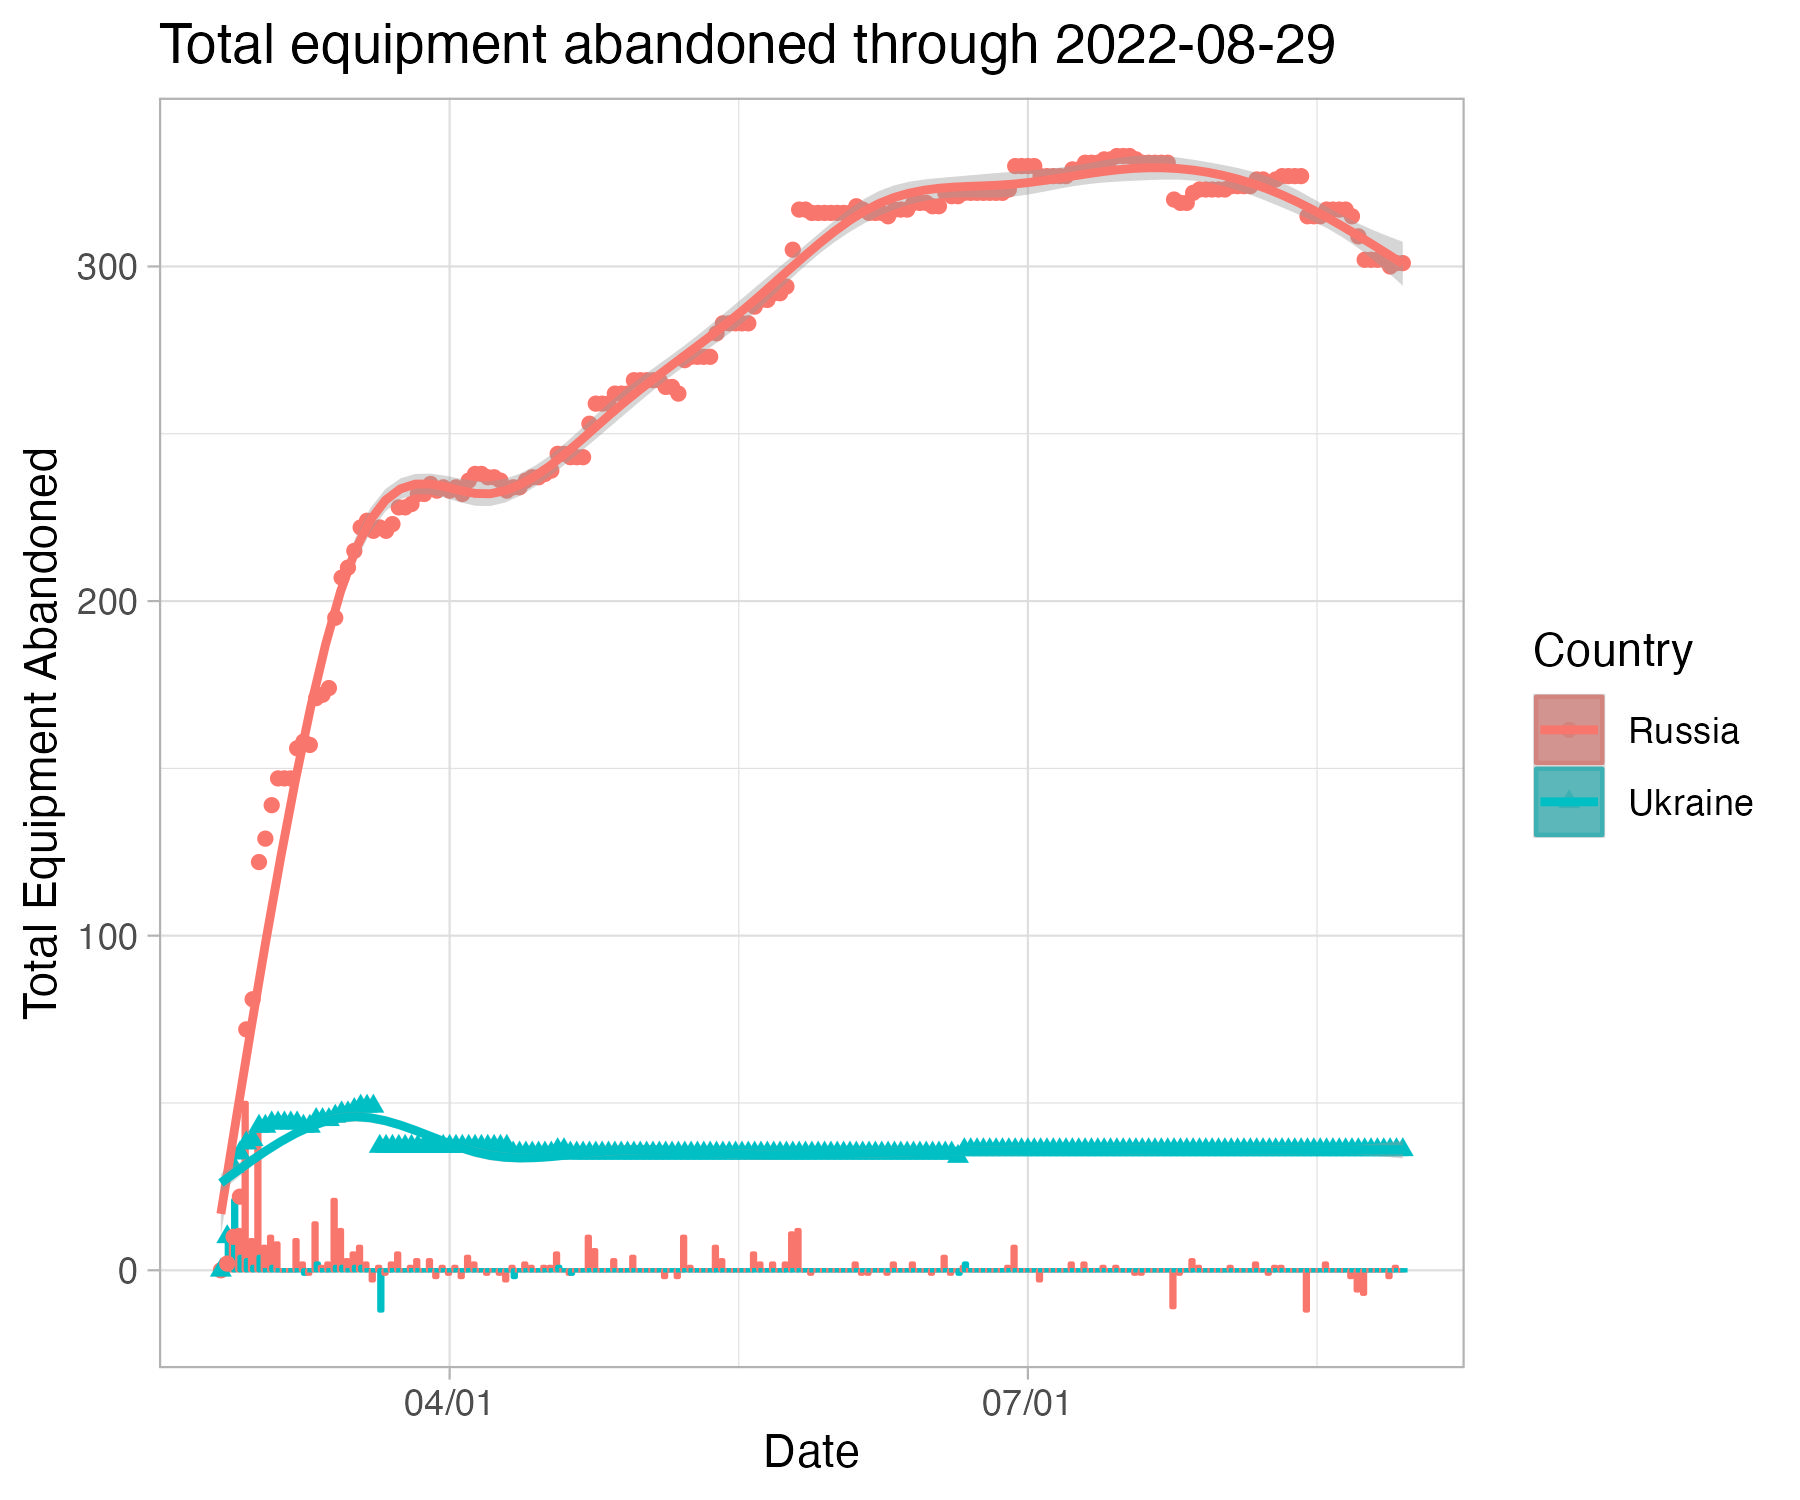 Total equipment abandoned through 2022-08-29
Total Equipment Abandoned
300
200
100
0
04/01
07/01
Date
Country
Russia
Ukraine